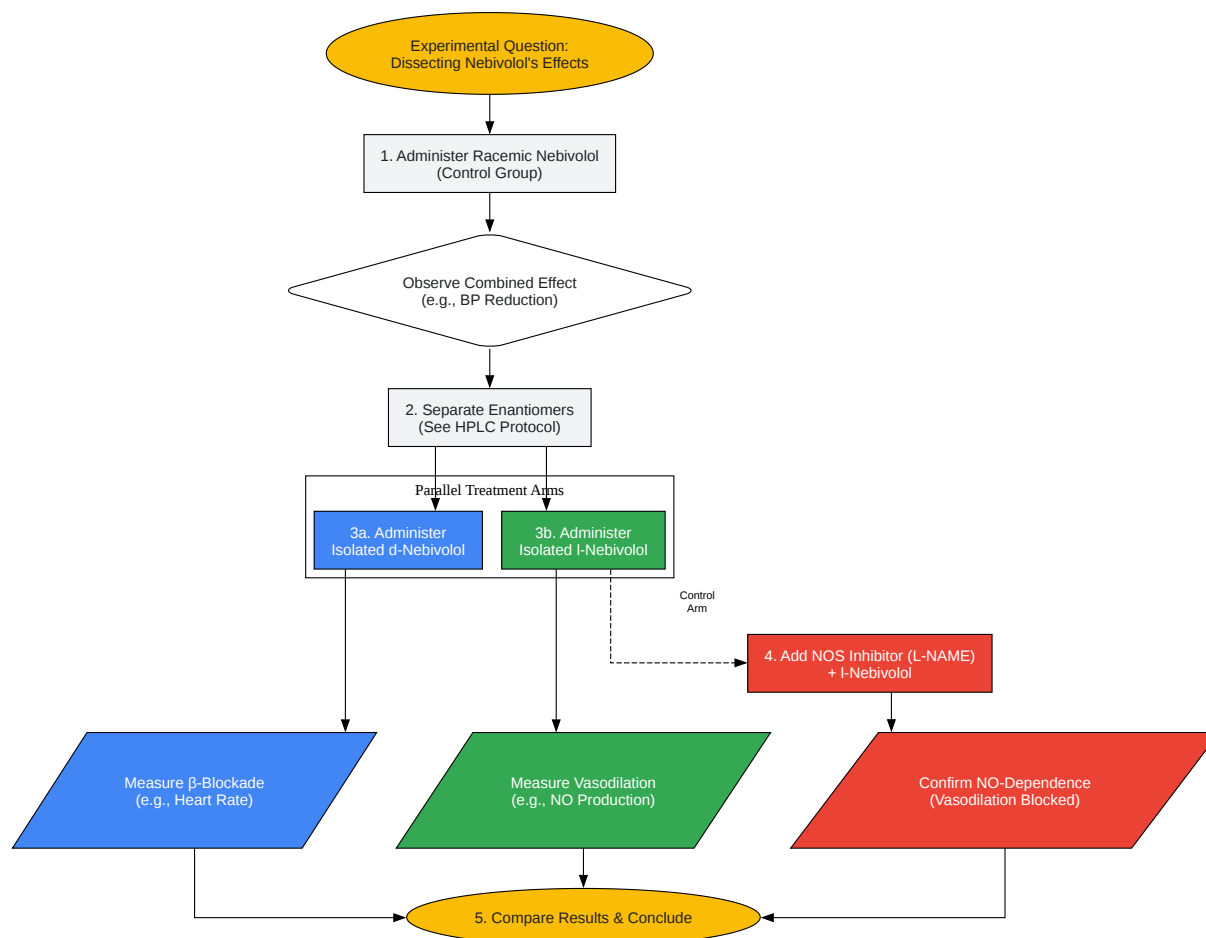 Experimental Question:
Dissecting Nebivolol's Effects
1. Administer Racemic Nebivolol
(Control Group)
Observe Combined Effect
(e.g., BP Reduction)
2. Separate Enantiomers
(See HPLC Protocol)
Parallel Treatment Arms
3a. Administer
Isolated d-Nebivolol
3b. Administer
Isolated l-Nebivolol
Control
Arm
4. Add NOS Inhibitor (L-NAME)
+ l-Nebivolol
Measure β-Blockade
(e.g., Heart Rate)
Measure Vasodilation
(e.g., NO Production)
Confirm NO-Dependence
(Vasodilation Blocked)
5. Compare Results & Conclude